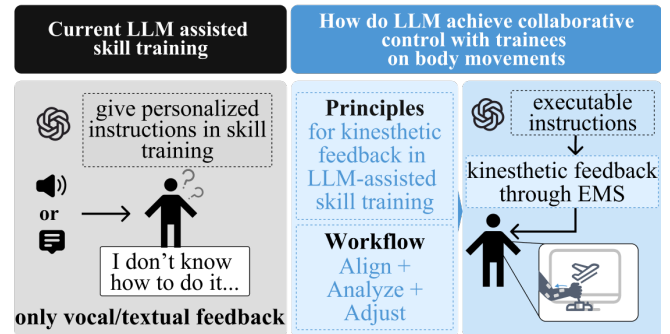 Current LLM assisted
skill training
How do LLM achieve collaborative
control with trainees
on body movements
give personalized
instructions in skill
training
or
??
I don't know
how to do it...
only vocal/textual feedback
Principles
for kinesthetic
feedback in
LLM-assisted
skill training
Workflow
Align +
Analyze +
Adjust
executable
instructions
kinesthetic feedback
through EMS